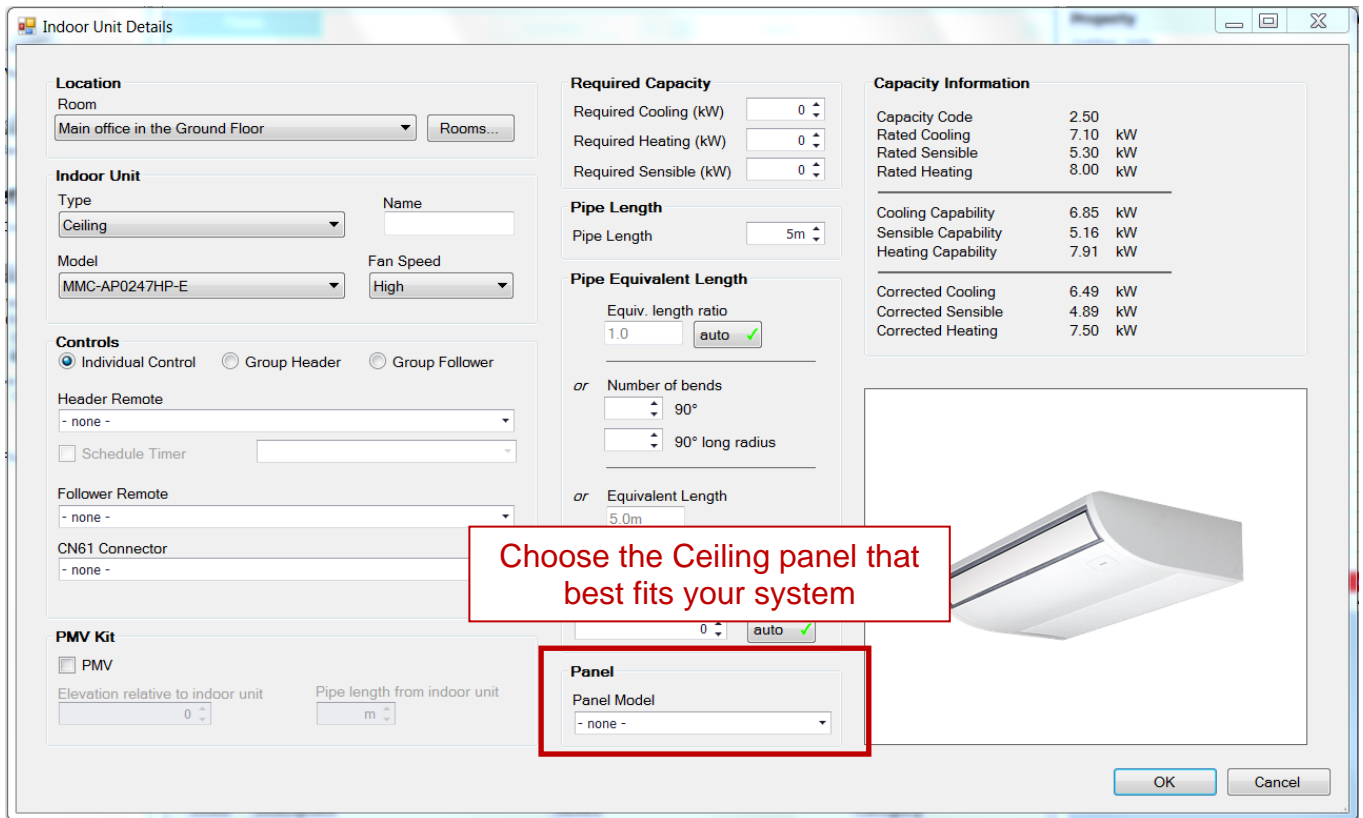 Indoor Unit Details
Property
Location
Room
Main office in the Ground Floor
Rooms...
Indoor Unit
Type
Name
Ceiling
Model
Fan Speed
MMC-AP0247HP-E
High
Controls
Individual Control
Group Header
Group Follower
Header Remote
- none -
Schedule Timer
Follower Remote
- none -
CN61 Connector
- none -
PMV Kit
PMV
Elevation relative to indoor unit
Pipe length from indoor unit
0
m
Required Capacity
Required Cooling (kW) 0
Required Heating (kW) 0
Required Sensible (kW) 0
Pipe Length
Pipe Length 5m
Pipe Equivalent Length
Equiv. length ratio
1.0 auto
or Number of bends
90°
90° long radius
or Equivalent Length
5.0m
Choose the Ceiling panel that
best fits your system
0 auto
Panel
Panel Model
- none -
Capacity Information
Capacity Code 2.50
Rated Cooling 7.10 kW
Rated Sensible 5.30 kW
Rated Heating 8.00 kW
Cooling Capability 6.85 kW
Sensible Capability 5.16 kW
Heating Capability 7.91 kW
Corrected Cooling 6.49 kW
Corrected Sensible 4.89 kW
Corrected Heating 7.50 kW
OK
Cancel